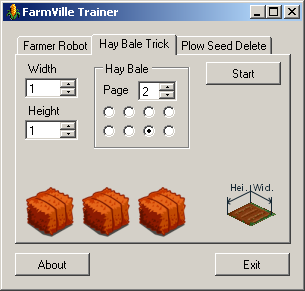 FarmVille Trainer
Farmer Robot
Hay Bale Trick
Plow Seed Delete
Width
1
Height
1
Hay Bale
Page 2
Start
Hei. Wid.
About
Exit